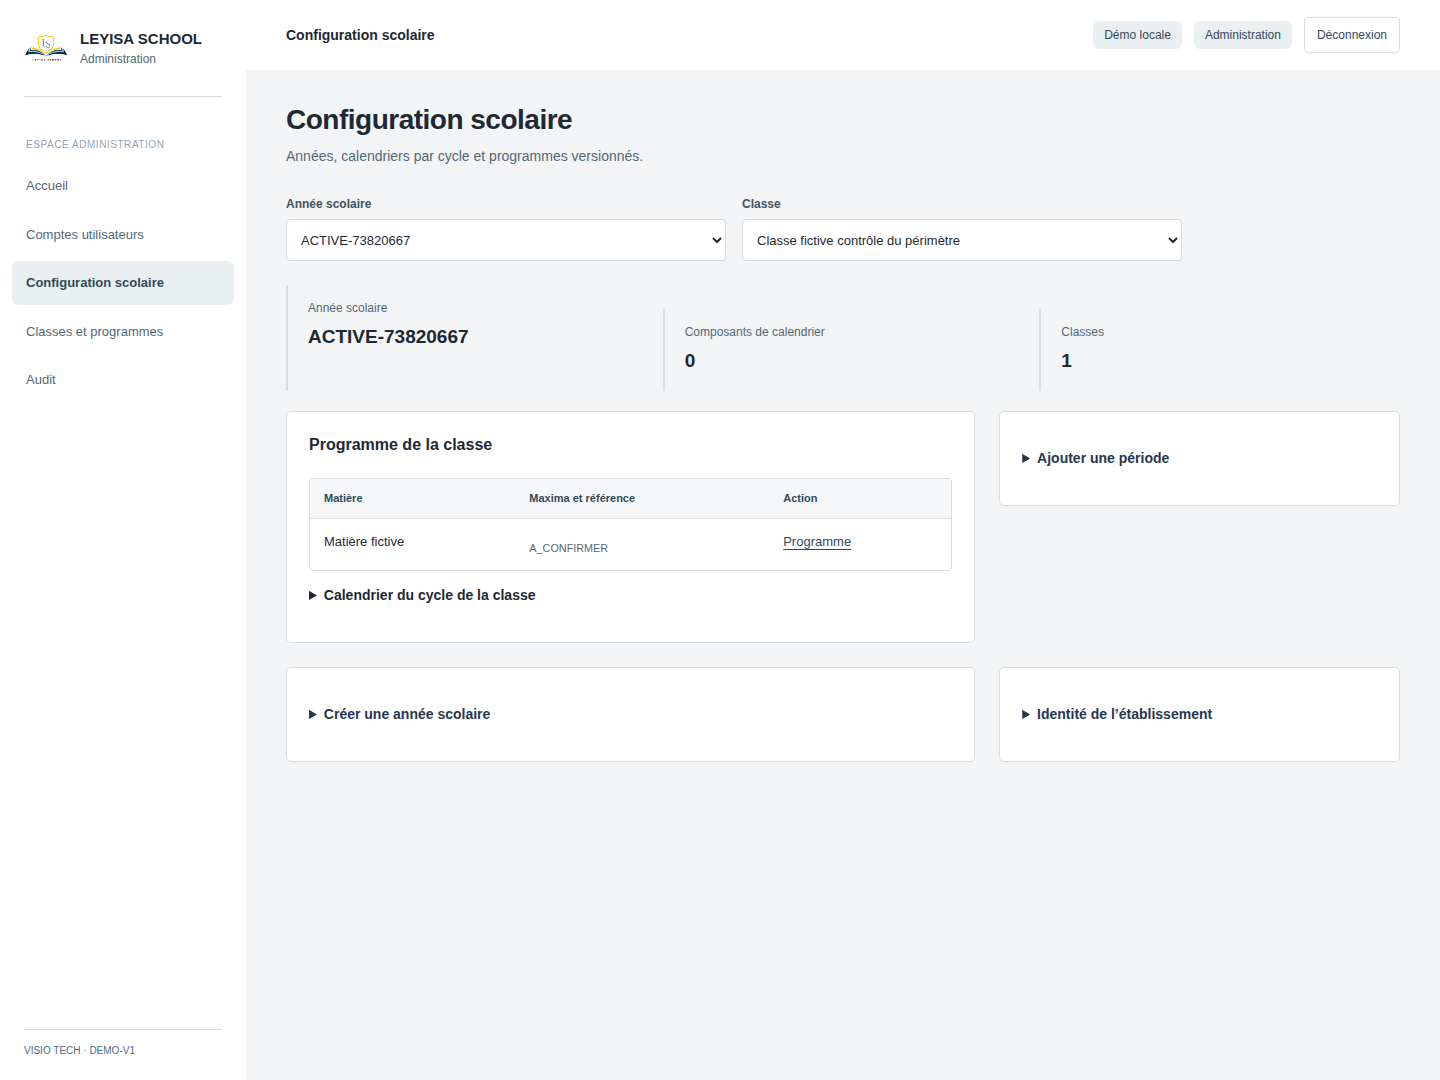 LEYISA SCHOOL
Administration
ESPACE ADMINISTRATION
Accueil
Comptes utilisateurs
Configuration scolaire
Classes et programmes
Audit
VISIO TECH · DEMO-V1
Configuration scolaire
Démo locale
Administration
Déconnexion
Configuration scolaire
Années, calendriers par cycle et programmes versionnés.
Année scolaire
Classe
ACTIVE-73820667
Classe fictive contrôle du périmètre
Année scolaire
ACTIVE-73820667
Composants de calendrier
0
Classes
1
Programme de la classe
Matière Maxima et référence Action
Matière fictive A_CONFIRMER Programme
Calendrier du cycle de la classe
Ajouter une période
Créer une année scolaire
Identité de l’établissement